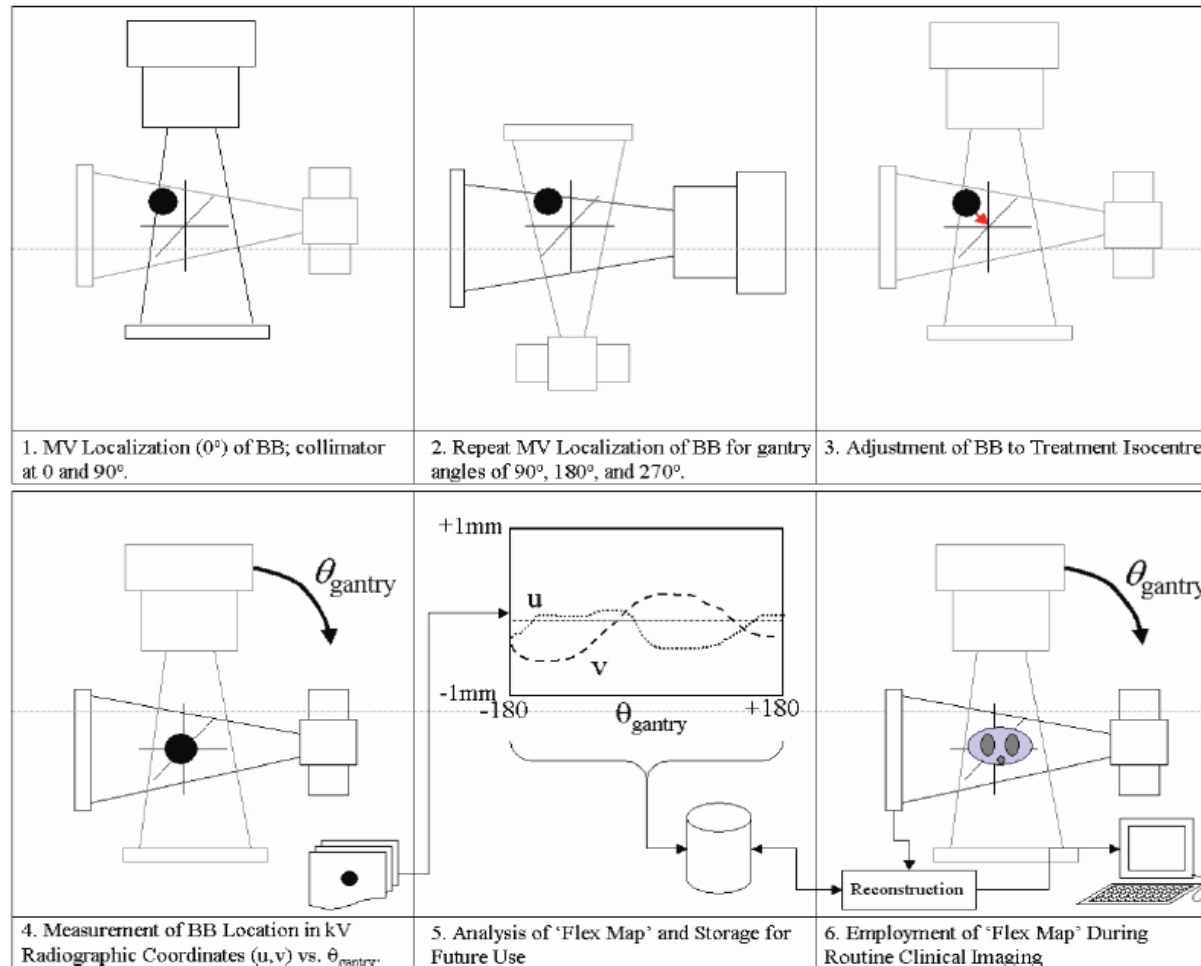 1. MV Localization (0°) of BB; collimator
at 0 and 90°.
2. Repeat MV Localization of BB for gantry
angles of 90°, 180°, and 270°.
3. Adjustment of BB to Treatment Isocentre
θgantry
4. Measurement of BB Location in kV
Radiographic Coordinates (u,v) vs. θgantry.
+1mm
u
v
-1mm
-180
θgantry
+180
5. Analysis of ‘Flex Map’ and Storage for
Future Use
θgantry
Reconstruction
6. Employment of ‘Flex Map’ During
Routine Clinical Imaging